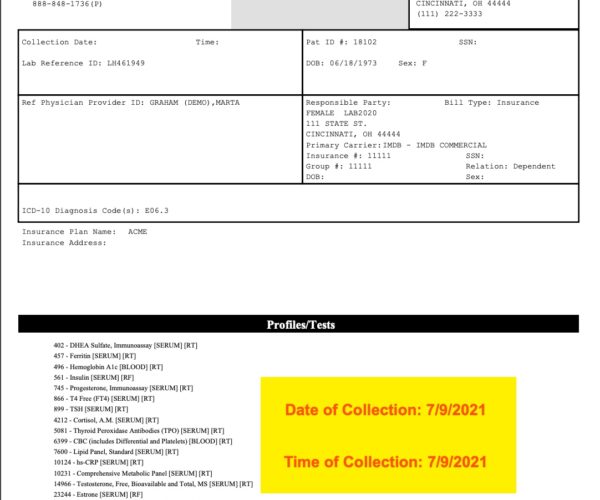 888-848-1736(P)
CINCINNATI, OH 44444
(111) 222-3333
Collection Date: Time:
Lab Reference ID: LH461949
Pat ID #: 18102 SSN:
DOB: 06/18/1973 Sex: F
Ref Physician Provider ID: GRAHAM (DEMO),MARTA
Responsible Party: Bill Type: Insurance
FEMALE LAB2020
111 STATE ST.
CINCINNATI, OH 44444
Primary Carrier:IMDB - IMDB COMMERCIAL
Insurance #: 11111 SSN:
Group #: 11111 Relation: Dependent
DOB: Sex:
ICD-10 Diagnosis Code(s): E06.3
Insurance Plan Name: ACME
Insurance Address:
Profiles/Tests
402 - DHEA Sulfate, Immunoassay [SERUM] [RT]
457 - Ferritin [SERUM] [RT]
496 - Hemoglobin A1c [BLOOD] [RT]
561 - Insulin [SERUM] [RF]
745 - Progesterone, Immunoassay [SERUM] [RT]
866 - T4 Free (FT4) [SERUM] [RT]
899 - TSH [SERUM] [RT]
4212 - Cortisol, A.M. [SERUM] [RT]
5081 - Thyroid Peroxidase Antibodies (TPO) [SERUM] [RT]
6399 - CBC (includes Differential and Platelets) [BLOOD] [RT]
7600 - Lipid Panel, Standard [SERUM] [RT]
10124 - hs-CRP [SERUM] [RT]
10231 - Comprehensive Metabolic Panel [SERUM] [RT]
14966 - Testosterone, Free, Bioavailable and Total, MS [SERUM] [RT]
23244 - Estrone [SERUM] [RF]
Date of Collection: 7/9/2021
Time of Collection: 7/9/2021